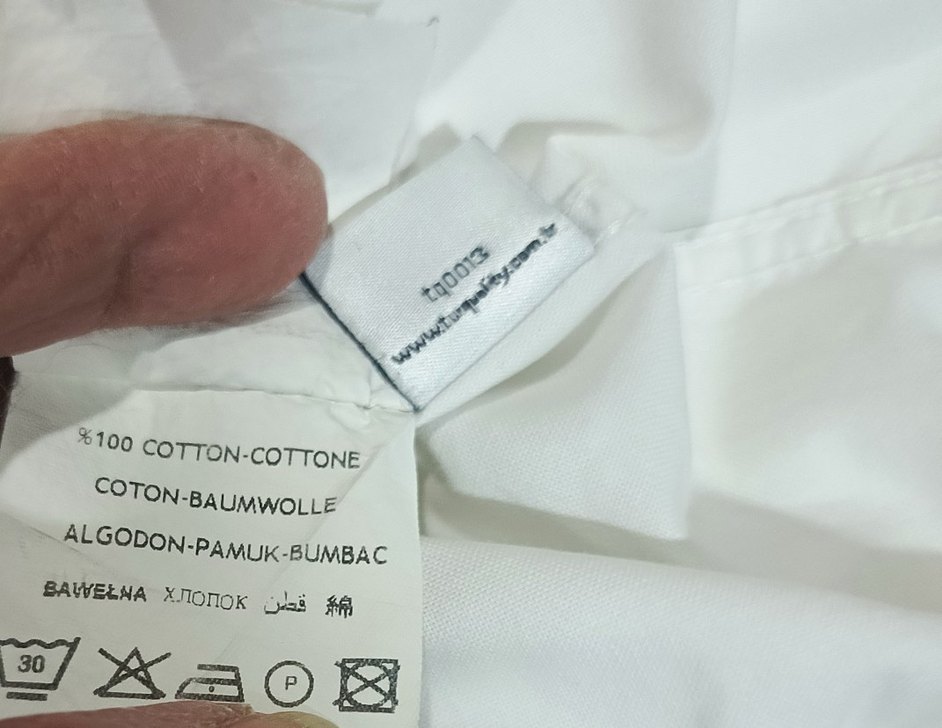 tq0013
www.turquality.com.tr
%100 COTTON-COTTONE
COTON-BAUMWOLLE
ALGODON-PAMUK-BUMBAC
BAWEŁNA ХЛОПОК قطن 綿
30
P